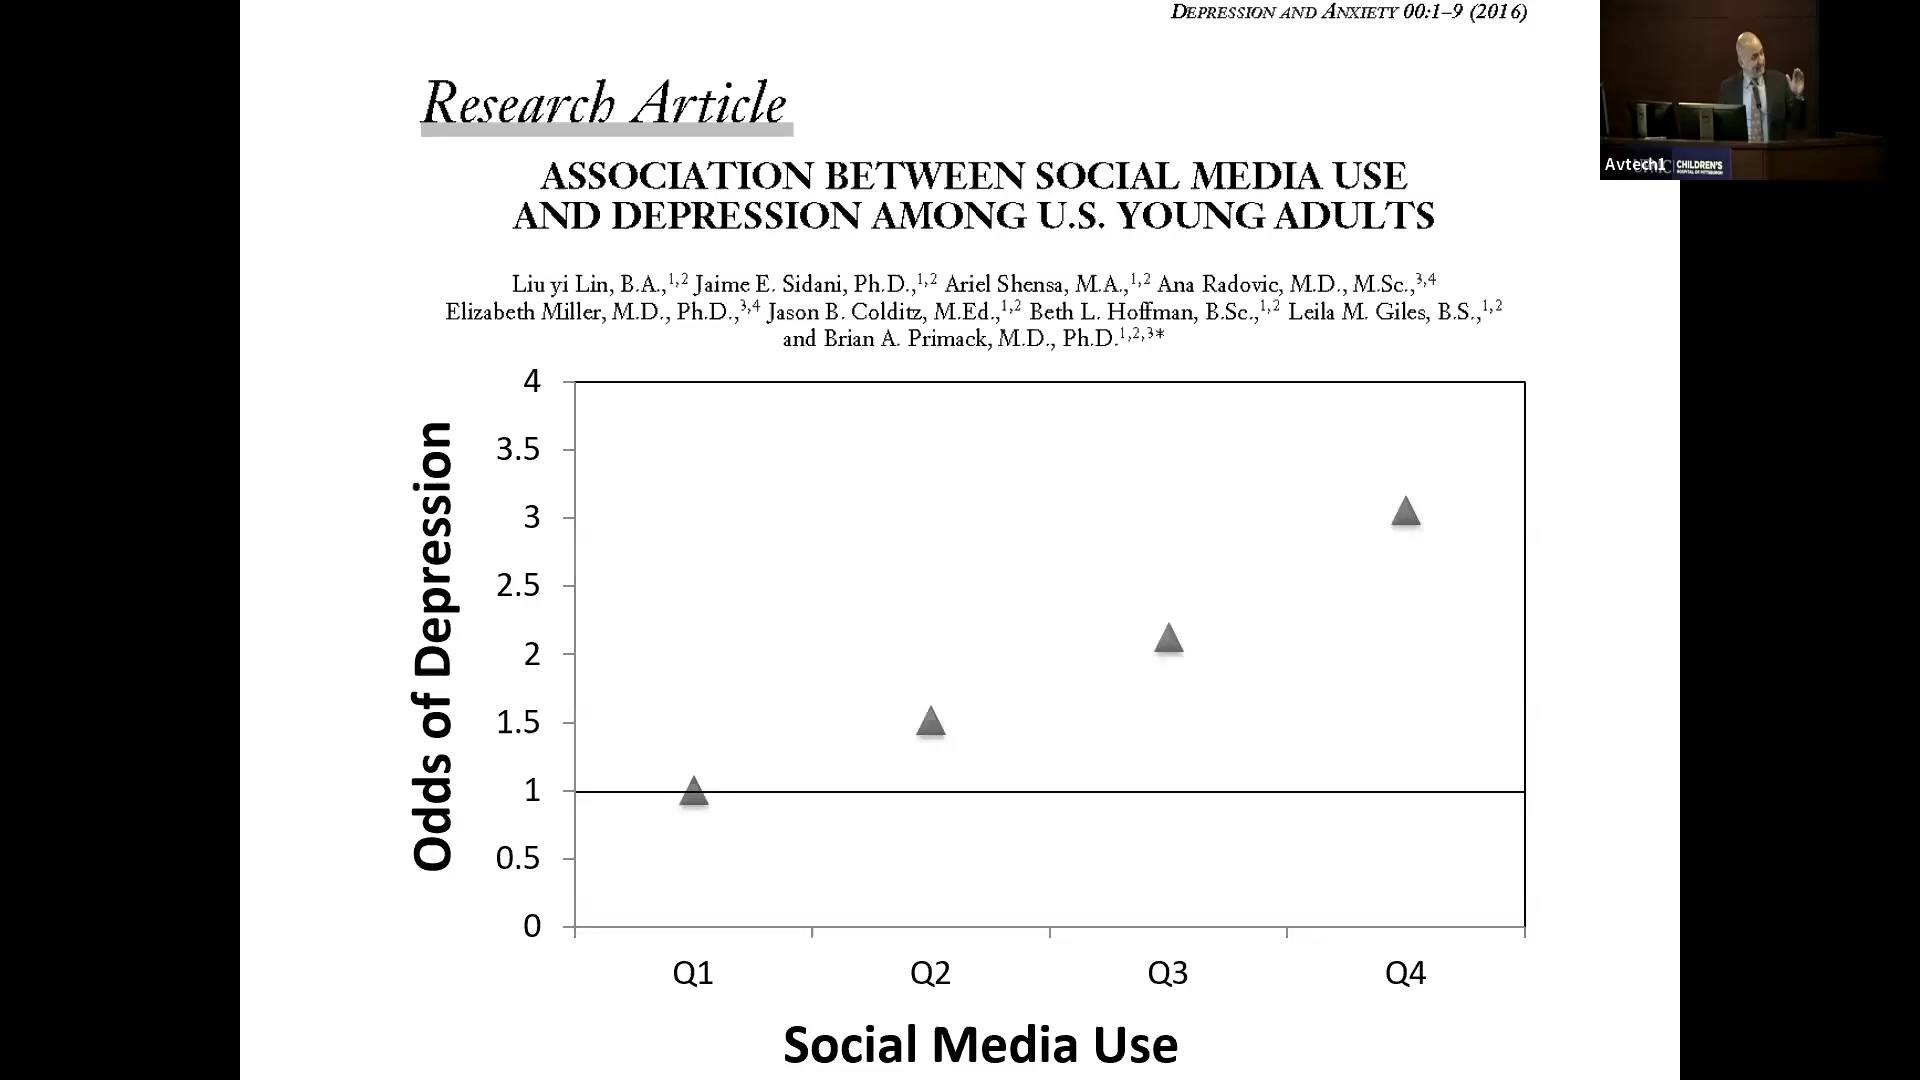 DEPRESSION AND ANXIETY 00:1–9 (2016)
Research Article
ASSOCIATION BETWEEN SOCIAL MEDIA USE
AND DEPRESSION AMONG U.S. YOUNG ADULTS
Liu yi Lin, B.A.,1,2 Jaime E. Sidani, Ph.D.,1,2 Ariel Shensa, M.A.,1,2 Ana Radovic, M.D., M.Sc.,3,4
Elizabeth Miller, M.D., Ph.D.,3,4 Jason B. Colditz, M.Ed.,1,2 Beth L. Hoffman, B.Sc.,1,2 Leila M. Giles, B.S.,1,2
and Brian A. Primack, M.D., Ph.D.1,2,3*
4
3.5
3
2.5
2
1.5
1
0.5
0
Odds of Depression
Q1 Q2 Q3 Q4
Social Media Use
Avtech1
CHILDREN'S
HOSPITAL OF PITTSBURGH